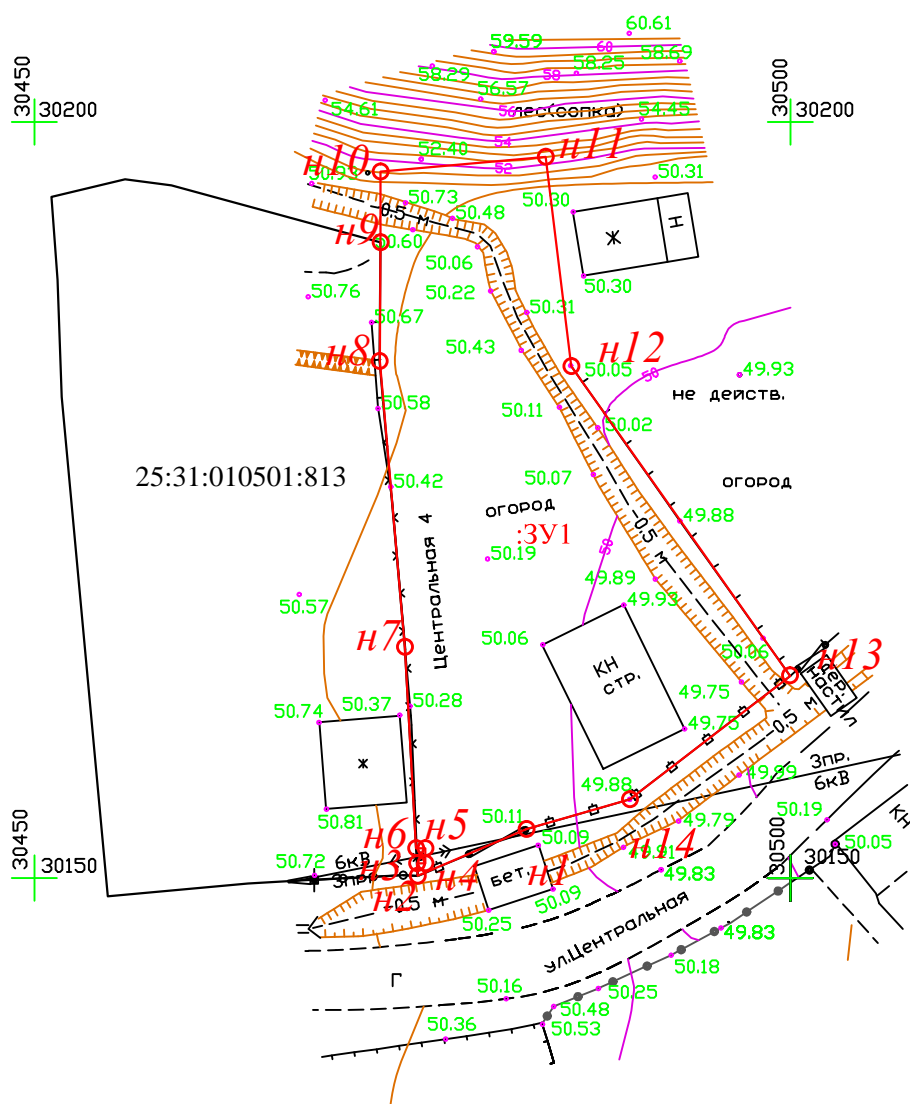 60.61
59.59
60
58.69
58.29
58
58.25
30450
30500
56.57
30200
54.61
56
лес(сопка)
54.45
30200
54
н11
н10
52.40
52
50.93
50.31
50.73
0.5 м
50.48
50.30
Н
н9
50.60
Ж
50.06
50.76
50.22
50.30
50.67
50.31
н8
50.43
н12
50.05
50
49.93
50.58
50.11
не действ.
50.02
25:31:010501:813
50.42
50.07
огород
огород
:ЗУ1
49.88
0.5 м
Центральная 4
50.19
50
49.89
50.57
49.93
н7
50.06
КН
стр.
50.06
н13
дер.
настил
49.75
50.74
50.37
50.28
49.75
0.5 м
ж
3пр.
6кВ
49.88
49.99
50.81
50.11
50.19
КН
н6
н5
50.09
49.79
30450
50.72
6кВ
н3
н4
49.91
н14
30500
50.05
30150
3пр.
н2
бет.
н1
49.83
30150
0.5 м
50.25
50.09
ул.Центральная
49.83
Г
50.18
50.16
50.25
50.48
50.53
50.36